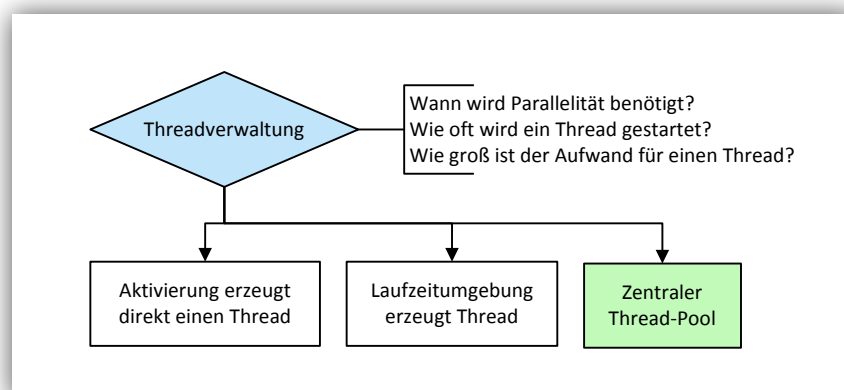 Threadverwaltung
Wann wird Parallelität benötigt?
Wie oft wird ein Thread gestartet?
Wie groß ist der Aufwand für einen Thread?
Aktivierung erzeugt
direkt einen Thread
Laufzeitumgebung
erzeugt Thread
Zentraler
Thread-Pool